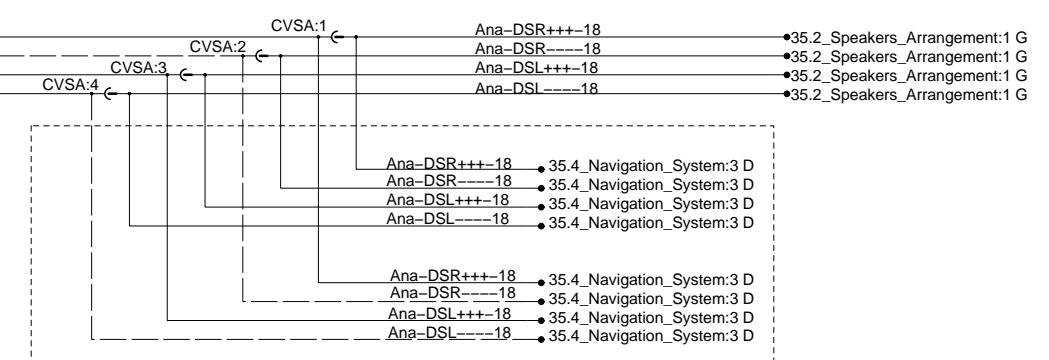 CVSA:1
Ana–DSR+++–18
35.2_Speakers_Arrangement:1 G
CVSA:2
Ana–DSR––––18
35.2_Speakers_Arrangement:1 G
CVSA:3
Ana–DSL+++–18
35.2_Speakers_Arrangement:1 G
CVSA:4
Ana–DSL––––18
35.2_Speakers_Arrangement:1 G
Ana–DSR+++–18
35.4_Navigation_System:3 D
Ana–DSR––––18
35.4_Navigation_System:3 D
Ana–DSL+++–18
35.4_Navigation_System:3 D
Ana–DSL––––18
35.4_Navigation_System:3 D
Ana–DSR+++–18
35.4_Navigation_System:3 D
Ana–DSR––––18
35.4_Navigation_System:3 D
Ana–DSL+++–18
35.4_Navigation_System:3 D
Ana–DSL––––18
35.4_Navigation_System:3 D